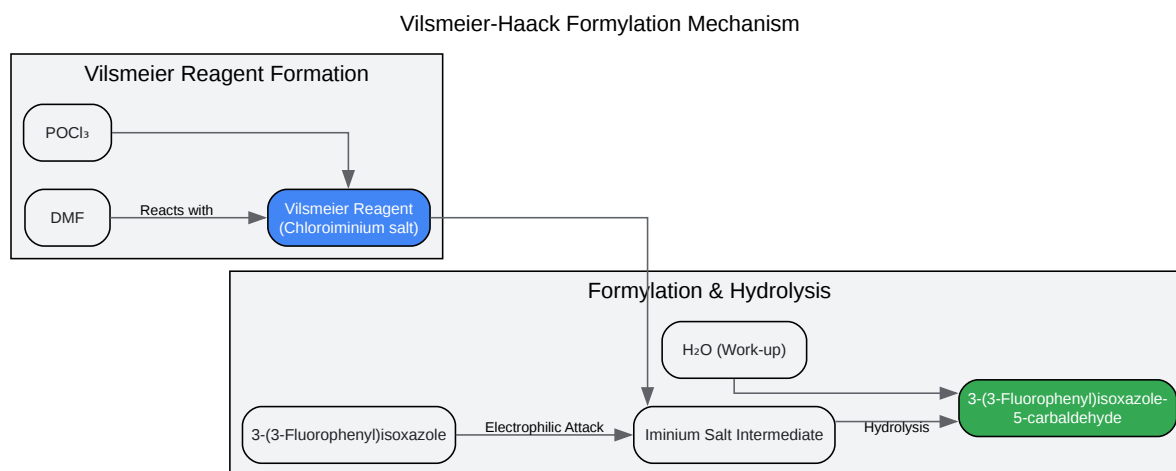 Vilsmeier-Haack Formylation Mechanism
Vilsmeier Reagent Formation
POCl₃
DMF
Reacts with
Vilsmeier Reagent
(Chloroiminium salt)
Formylation & Hydrolysis
H₂O (Work-up)
3-(3-Fluorophenyl)isoxazole
Electrophilic Attack
Iminium Salt Intermediate
Hydrolysis
3-(3-Fluorophenyl)isoxazole-
5-carbaldehyde